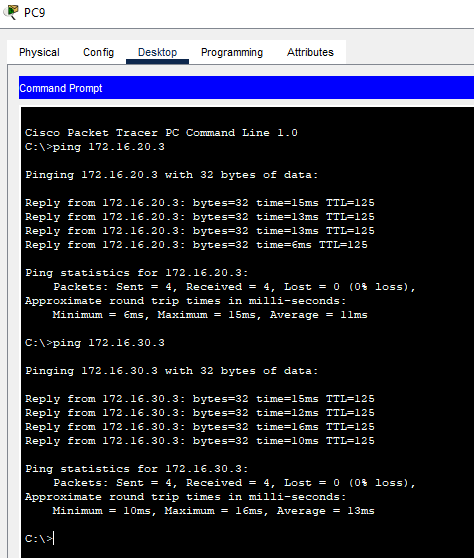 PC9
Physical Config Desktop Programming Attributes
Command Prompt
Cisco Packet Tracer PC Command Line 1.0
C:\>ping 172.16.20.3
Pinging 172.16.20.3 with 32 bytes of data:
Reply from 172.16.20.3: bytes=32 time=15ms TTL=125
Reply from 172.16.20.3: bytes=32 time=13ms TTL=125
Reply from 172.16.20.3: bytes=32 time=13ms TTL=125
Reply from 172.16.20.3: bytes=32 time=6ms TTL=125
Ping statistics for 172.16.20.3:
Packets: Sent = 4, Received = 4, Lost = 0 (0% loss),
Approximate round trip times in milli-seconds:
Minimum = 6ms, Maximum = 15ms, Average = 11ms
C:\>ping 172.16.30.3
Pinging 172.16.30.3 with 32 bytes of data:
Reply from 172.16.30.3: bytes=32 time=15ms TTL=125
Reply from 172.16.30.3: bytes=32 time=12ms TTL=125
Reply from 172.16.30.3: bytes=32 time=16ms TTL=125
Reply from 172.16.30.3: bytes=32 time=10ms TTL=125
Ping statistics for 172.16.30.3:
Packets: Sent = 4, Received = 4, Lost = 0 (0% loss),
Approximate round trip times in milli-seconds:
Minimum = 10ms, Maximum = 16ms, Average = 13ms
C:\>